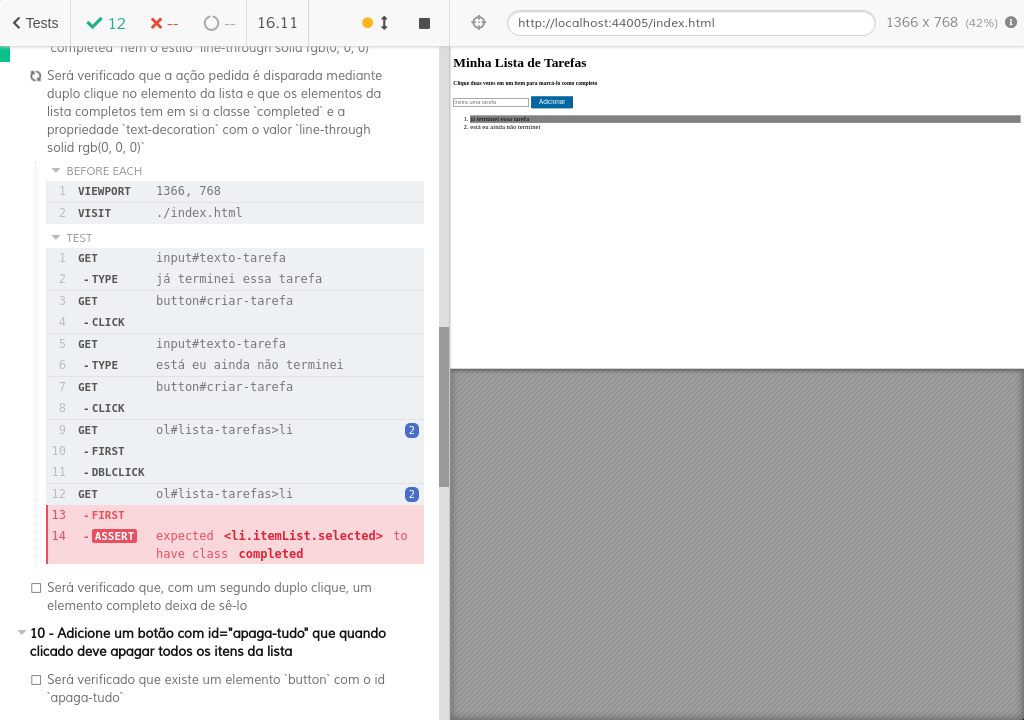 Tests
12
--
--
16.11
http://localhost:44005/index.html
1366 x 768 (42%)
`completed` nem o estilo `line-through solid rgb(0, 0, 0)`
Será verificado que a ação pedida é disparada mediante
duplo clique no elemento da lista e que os elementos da
lista completos tem em si a classe `completed` e a
propriedade `text-decoration` com o valor `line-through
solid rgb(0, 0, 0)`
BEFORE EACH
1 VIEWPORT 1366, 768
2 VISIT ./index.html
TEST
1 GET input#texto-tarefa
2 - TYPE já terminei essa tarefa
3 GET button#criar-tarefa
4 - CLICK
5 GET input#texto-tarefa
6 - TYPE está eu ainda não terminei
7 GET button#criar-tarefa
8 - CLICK
9 GET ol#lista-tarefas>li 2
10 - FIRST
11 - DBLCLICK
12 GET ol#lista-tarefas>li 2
13 - FIRST
14 - ASSERT expected <li.itemList.selected> to
have class completed
Será verificado que, com um segundo duplo clique, um
elemento completo deixa de sê-lo
10 - Adicione um botão com id="apaga-tudo" que quando
clicado deve apagar todos os itens da lista
Será verificado que existe um elemento `button` com o id
`apaga-tudo`
Minha Lista de Tarefas
Clique duas vezes em um item para marcá-lo como completo
Insira uma tarefa
Adicionar
1. já terminei essa tarefa
2. está eu ainda não terminei